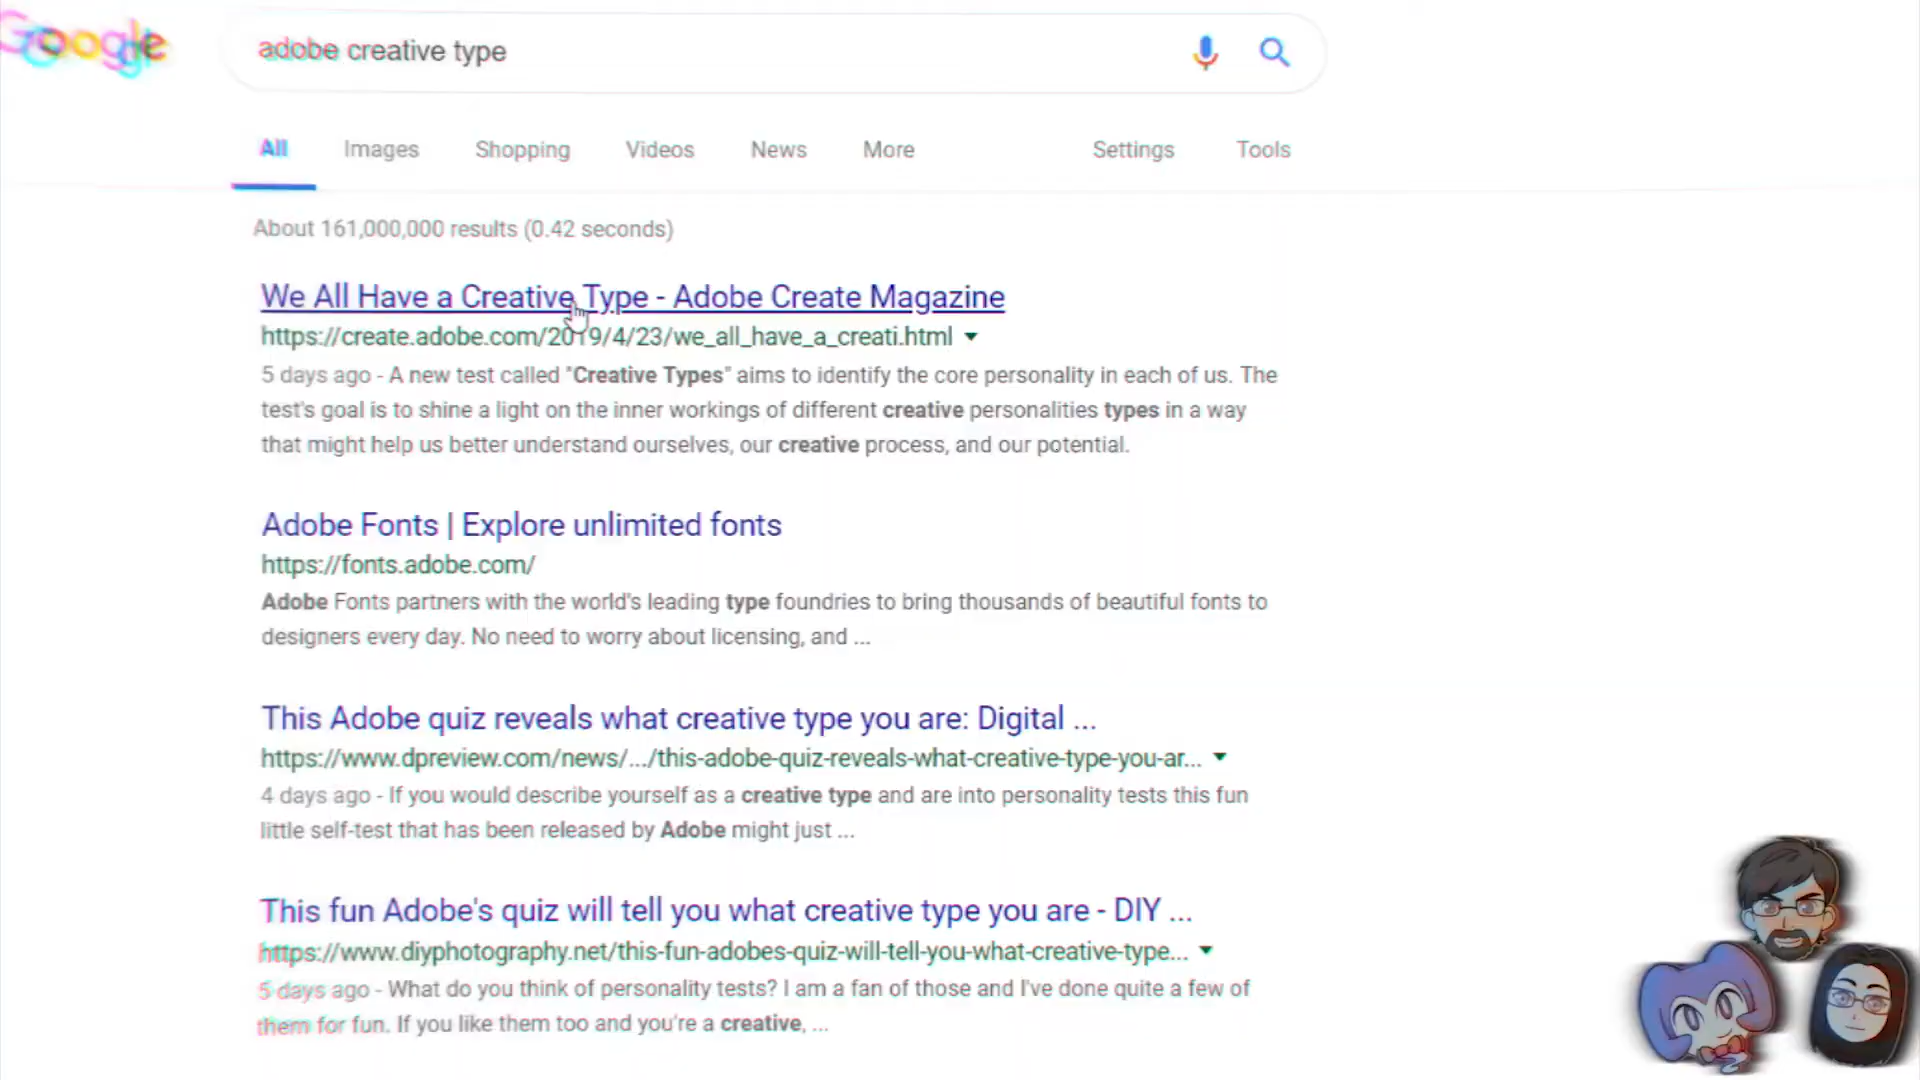 Google
adobe creative type
All Images Shopping Videos News More Settings Tools
About 161,000,000 results (0.42 seconds)
We All Have a Creative Type - Adobe Create Magazine
https://create.adobe.com/2019/4/23/we_all_have_a_creati.html
5 days ago - A new test called "Creative Types" aims to identify the core personality in each of us. The
test's goal is to shine a light on the inner workings of different creative personalities types in a way
that might help us better understand ourselves, our creative process, and our potential.
Adobe Fonts | Explore unlimited fonts
https://fonts.adobe.com/
Adobe Fonts partners with the world's leading type foundries to bring thousands of beautiful fonts to
designers every day. No need to worry about licensing, and ...
This Adobe quiz reveals what creative type you are: Digital ...
https://www.dpreview.com/news/.../this-adobe-quiz-reveals-what-creative-type-you-ar...
4 days ago - If you would describe yourself as a creative type and are into personality tests this fun
little self-test that has been released by Adobe might just ...
This fun Adobe's quiz will tell you what creative type you are - DIY ...
https://www.diyphotography.net/this-fun-adobes-quiz-will-tell-you-what-creative-type...
5 days ago - What do you think of personality tests? I am a fan of those and I've done quite a few of
them for fun. If you like them too and you're a creative, ...